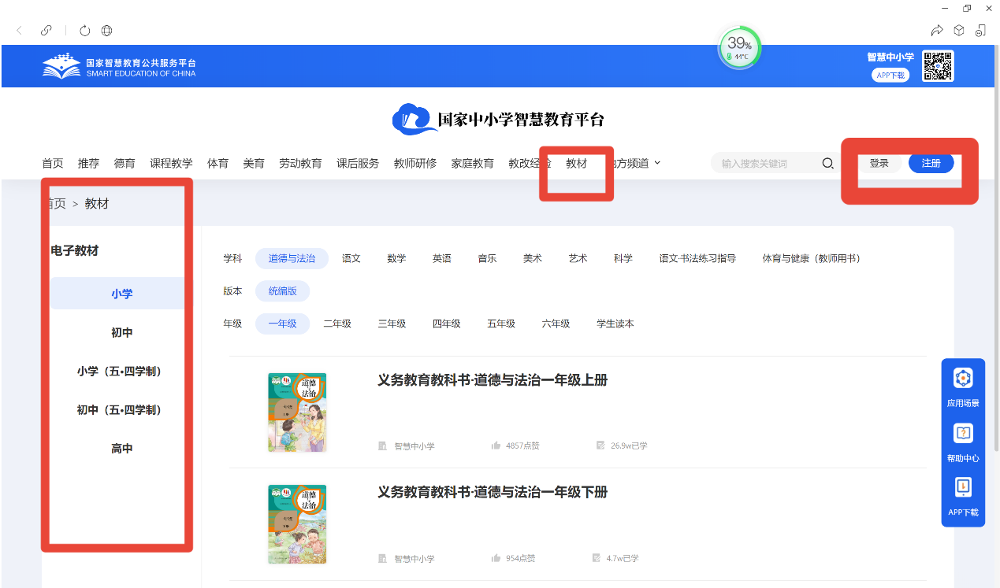 39%
44°C
国家智慧教育公共服务平台
SMART EDUCATION OF CHINA
智慧中小学
APP下载
国家中小学智慧教育平台
首页 推荐 德育 课程教学 体育 美育 劳动教育 课后服务 教师研修 家庭教育 教改经验 教材 地方频道 输入搜索关键词 登录 注册
首页 > 教材
电子教材
小学
初中
小学（五•四学制）
初中（五•四学制）
高中
学科 道德与法治 语文 数学 英语 音乐 美术 艺术 科学 语文·书法练习指导 体育与健康（教师用书）
版本 统编版
年级 一年级 二年级 三年级 四年级 五年级 六年级 学生读本
道德与法治
一年级
上册
义务教育教科书·道德与法治一年级上册
智慧中小学 4857点赞 26.9w已学
道德与法治
一年级
下册
义务教育教科书·道德与法治一年级下册
智慧中小学 954点赞 4.7w已学
应用场景
帮助中心
APP下载